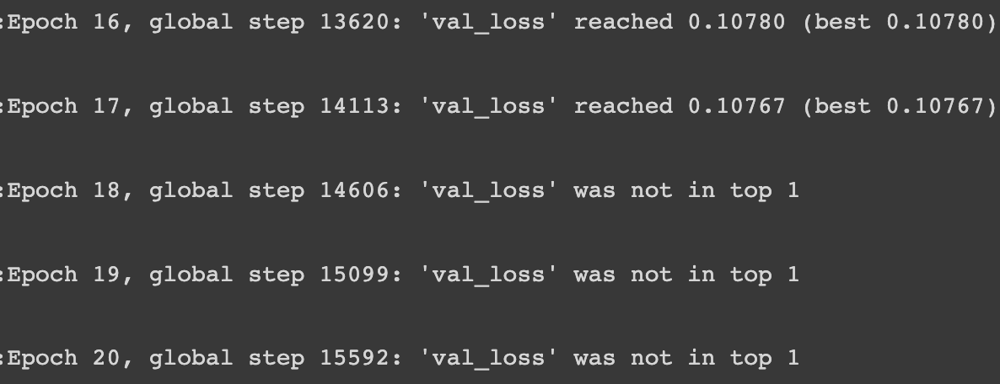 :Epoch 16, global step 13620: 'val_loss' reached 0.10780 (best 0.10780)
:Epoch 17, global step 14113: 'val_loss' reached 0.10767 (best 0.10767)
:Epoch 18, global step 14606: 'val_loss' was not in top 1
:Epoch 19, global step 15099: 'val_loss' was not in top 1
:Epoch 20, global step 15592: 'val_loss' was not in top 1